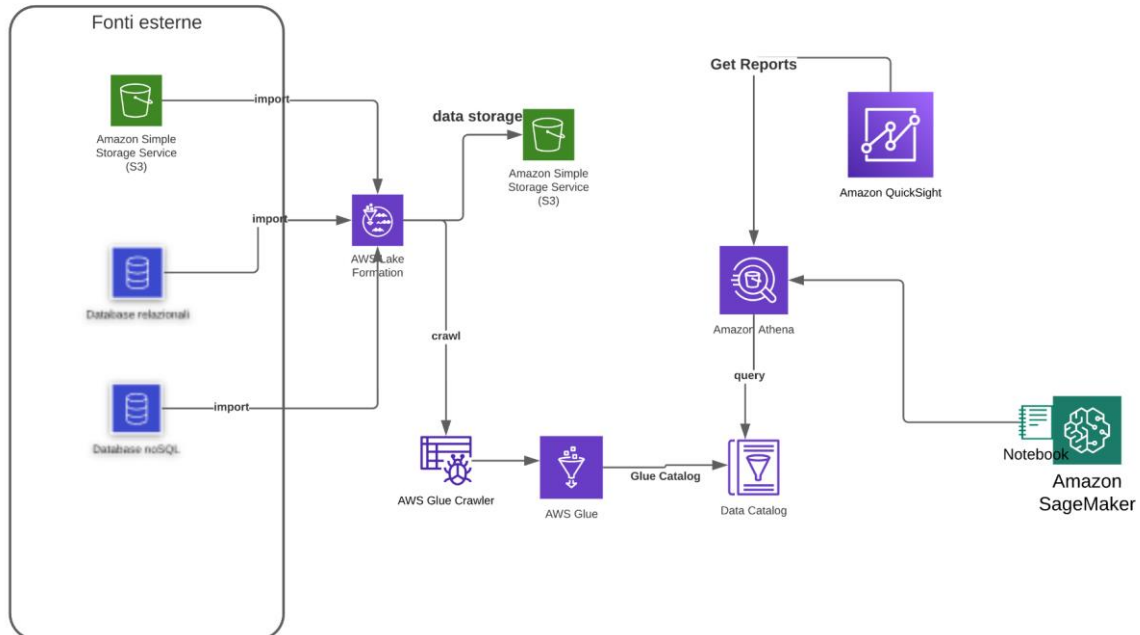 Fonti esterne
Amazon Simple
Storage Service
(S3)
import
Database relazionali
import
Database noSQL
import
AWS Lake
Formation
data storage
Amazon Simple
Storage Service
(S3)
crawl
AWS Glue Crawler
AWS Glue
Glue Catalog
Data Catalog
Get Reports
Amazon QuickSight
Amazon Athena
query
Notebook
Amazon
SageMaker